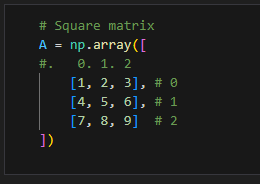 # Square matrix
A = np.array([
#.   0. 1. 2
    [1, 2, 3], # 0
    [4, 5, 6], # 1
    [7, 8, 9]  # 2
])